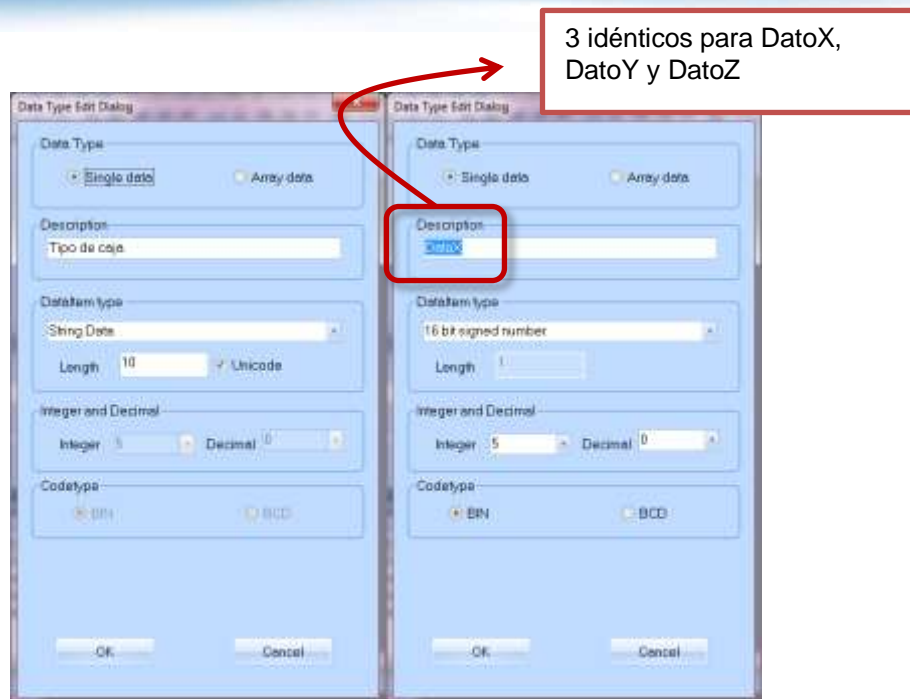 3 idénticos para DatoX,
DatoY y DatoZ
Data Type Edit Dialog
Data Type
Single data
Array data
Description
Tipo de caja
DataItem type
String Data
Length 10 Unicode
Integer and Decimal
Integer 5 Decimal 0
Codetype
BIN BCD
OK Cancel
Data Type Edit Dialog
Data Type
Single data
Array data
Description
DatoX
DataItem type
16 bit signed number
Length 1
Integer and Decimal
Integer 5 Decimal 0
Codetype
BIN BCD
OK Cancel